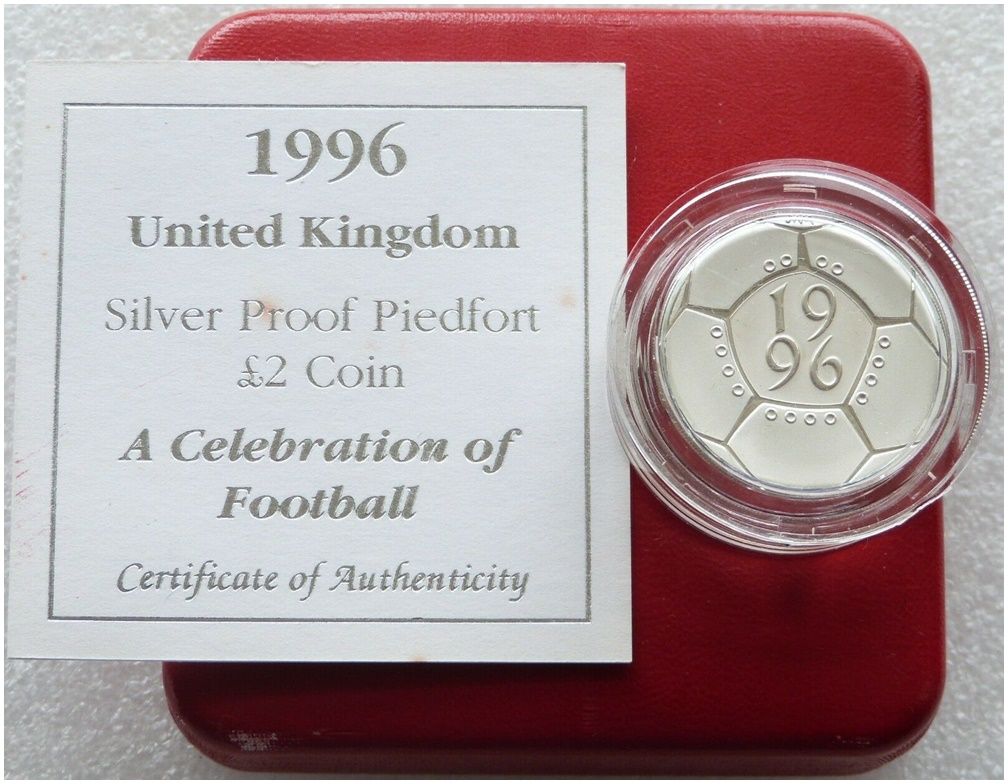 1996
United Kingdom
Silver Proof Piedfort
£2 Coin
A Celebration of
Football
Certificate of Authenticity
19
96